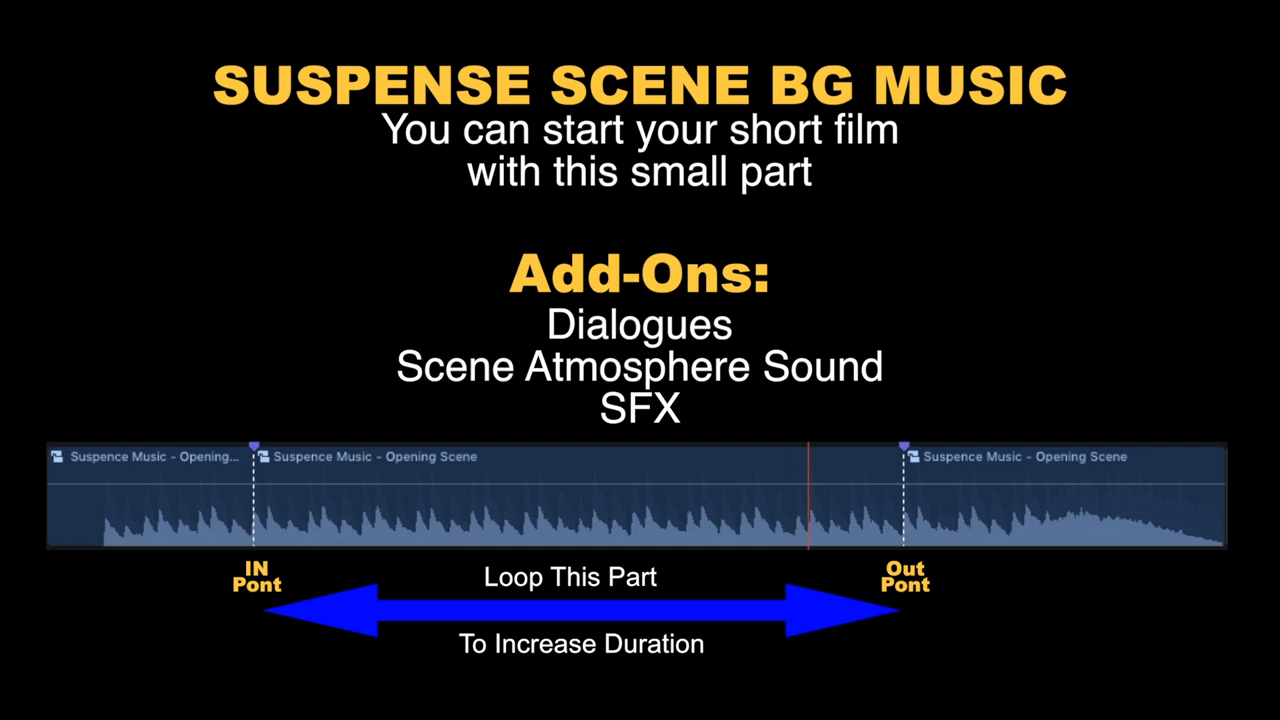 SUSPENSE SCENE BG MUSIC
You can start your short film
with this small part
Add-Ons:
Dialogues
Scene Atmosphere Sound
SFX
Suspence Music - Opening...
Suspence Music - Opening Scene
Suspence Music - Opening Scene
IN
Pont
Loop This Part
Out
Pont
To Increase Duration